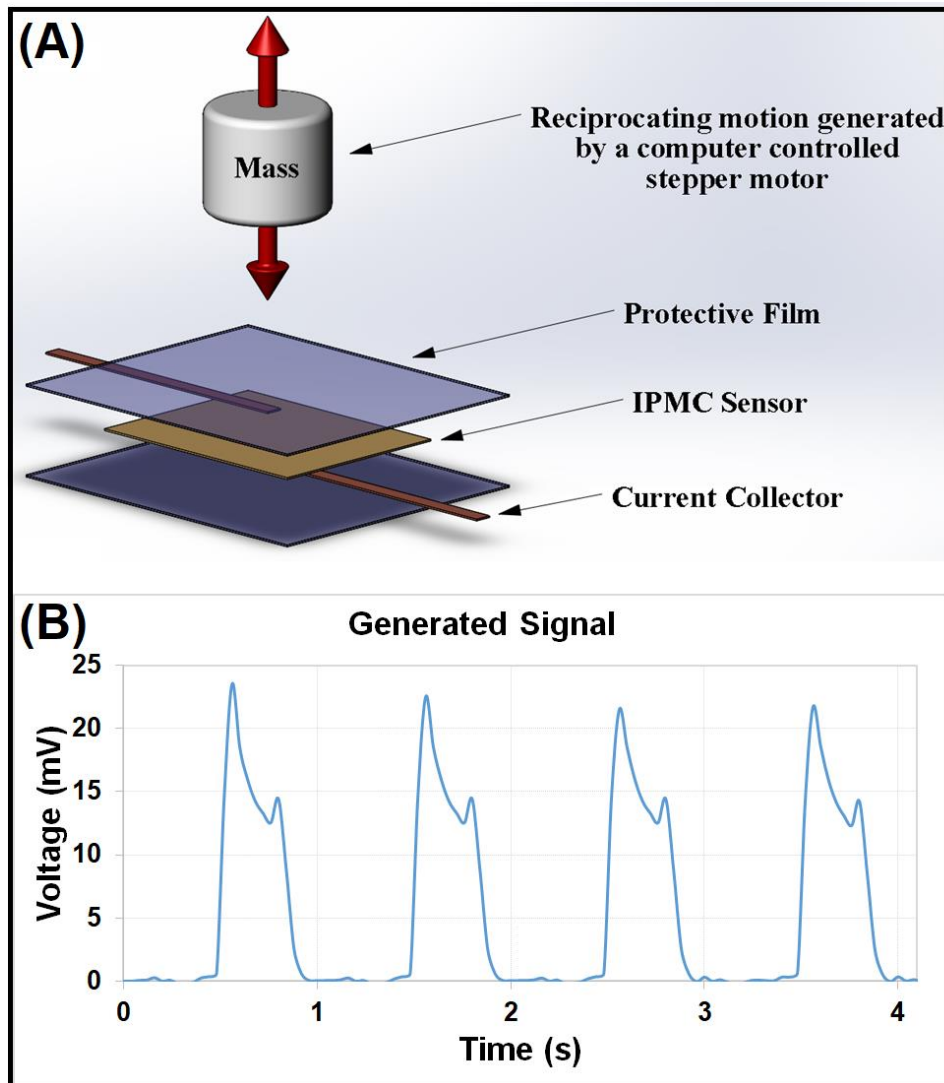 (A)
Mass
Reciprocating motion generated
by a computer controlled
stepper motor
Protective Film
IPMC Sensor
Current Collector
(B)
Generated Signal
25
20
15
10
5
0
Voltage (mV)
0 1 2 3 4
Time (s)